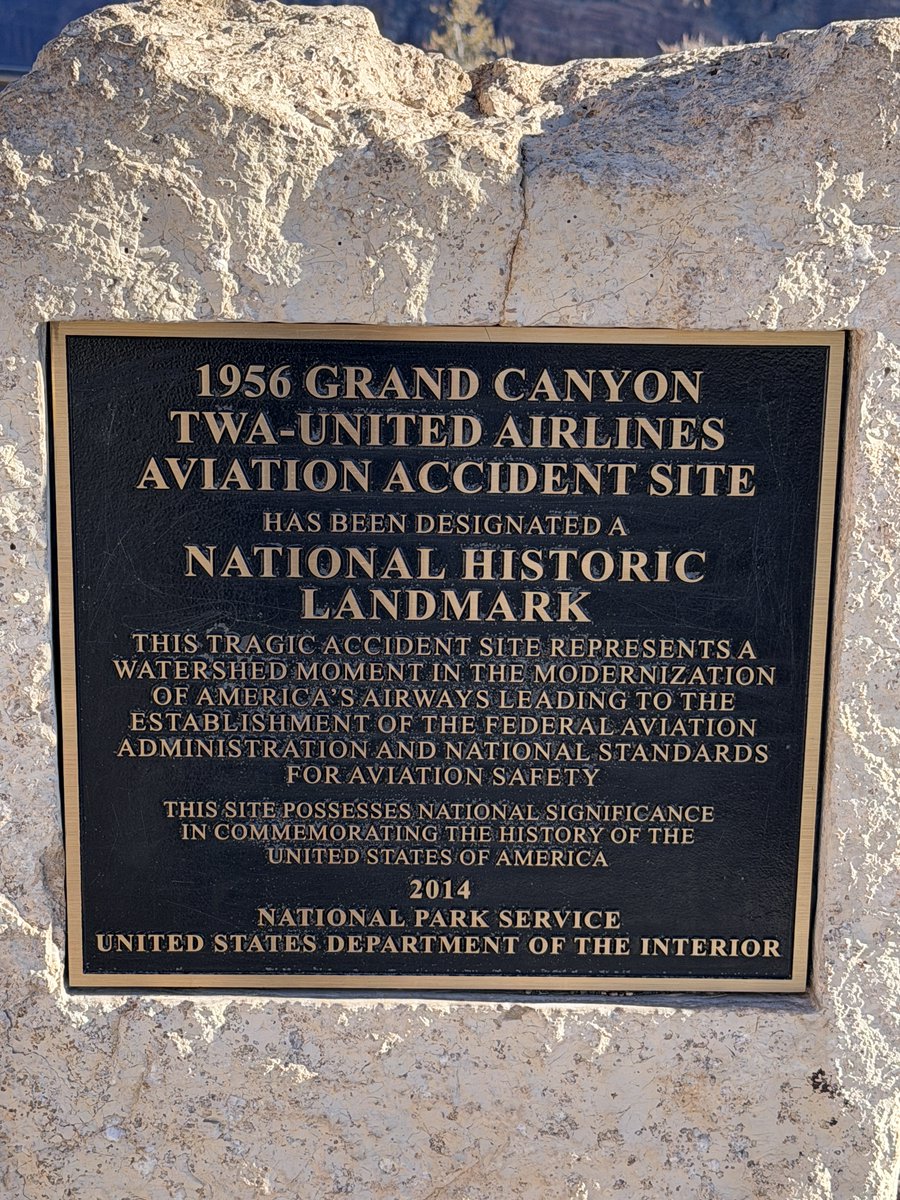 1956 GRAND CANYON
TWA-UNITED AIRLINES
AVIATION ACCIDENT SITE
HAS BEEN DESIGNATED A
NATIONAL HISTORIC
LANDMARK
THIS TRAGIC ACCIDENT SITE REPRESENTS A
WATERSHED MOMENT IN THE MODERNIZATION
OF AMERICA'S AIRWAYS LEADING TO THE
ESTABLISHMENT OF THE FEDERAL AVIATION
ADMINISTRATION AND NATIONAL STANDARDS
FOR AVIATION SAFETY
THIS SITE POSSESSES NATIONAL SIGNIFICANCE
IN COMMEMORATING THE HISTORY OF THE
UNITED STATES OF AMERICA
2014
NATIONAL PARK SERVICE
UNITED STATES DEPARTMENT OF THE INTERIOR